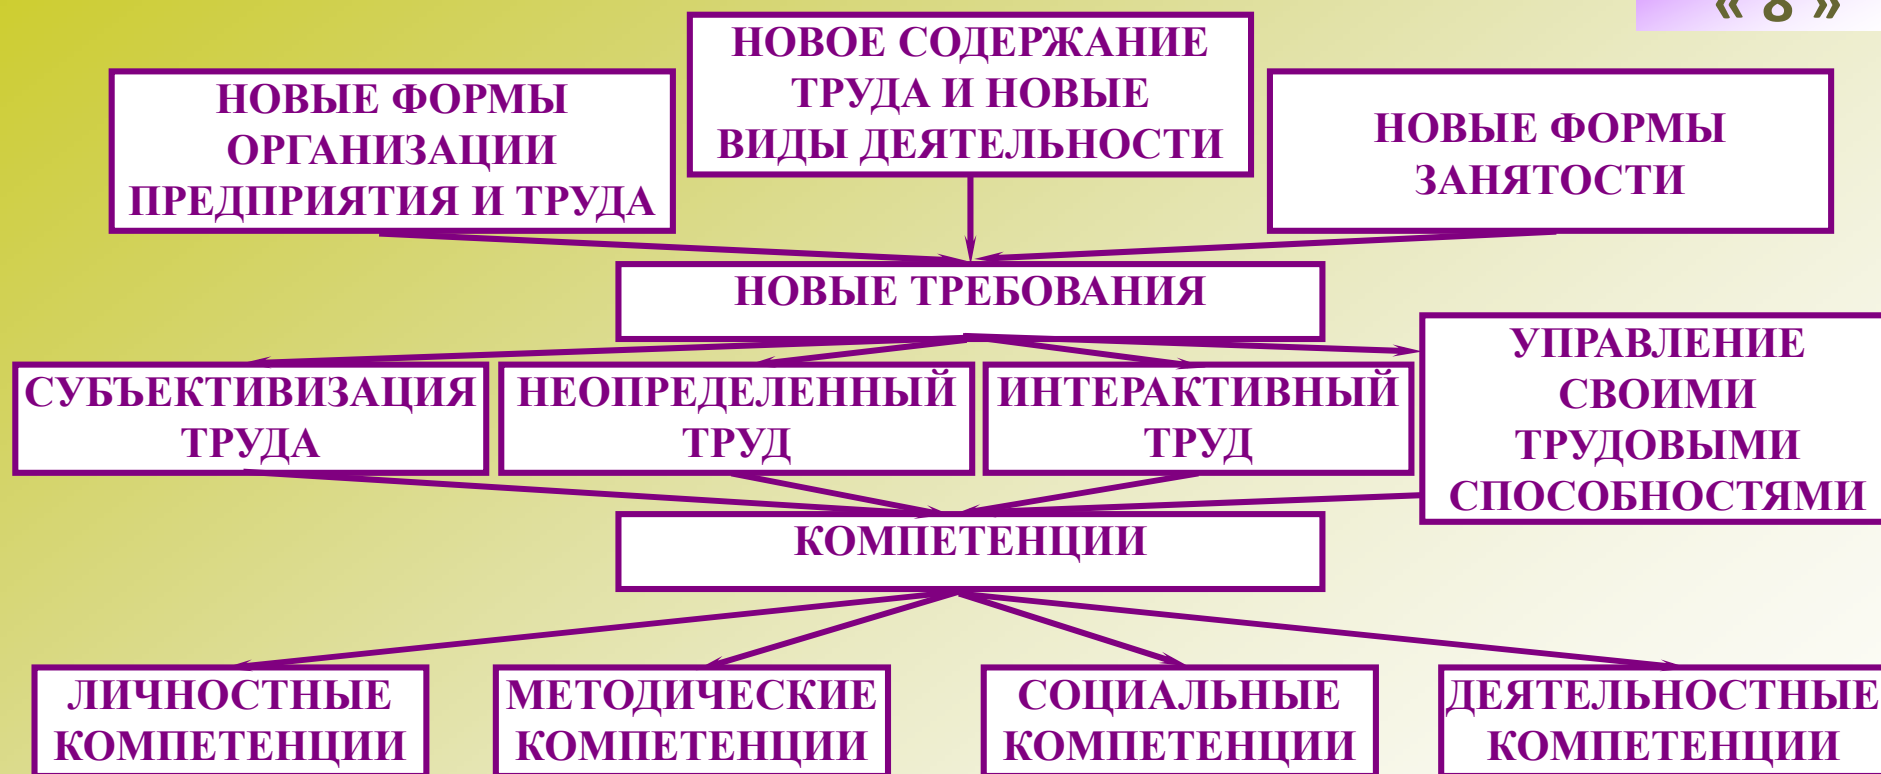 « 8 »
НОВОЕ СОДЕРЖАНИЕ
ТРУДА И НОВЫЕ
ВИДЫ ДЕЯТЕЛЬНОСТИ
НОВЫЕ ФОРМЫ
ОРГАНИЗАЦИИ
ПРЕДПРИЯТИЯ И ТРУДА
НОВЫЕ ФОРМЫ
ЗАНЯТОСТИ
НОВЫЕ ТРЕБОВАНИЯ
СУБЪЕКТИВИЗАЦИЯ
ТРУДА
НЕОПРЕДЕЛЕННЫЙ
ТРУД
ИНТЕРАКТИВНЫЙ
ТРУД
УПРАВЛЕНИЕ
СВОИМИ
ТРУДОВЫМИ
СПОСОБНОСТЯМИ
КОМПЕТЕНЦИИ
ЛИЧНОСТНЫЕ
КОМПЕТЕНЦИИ
МЕТОДИЧЕСКИЕ
КОМПЕТЕНЦИИ
СОЦИАЛЬНЫЕ
КОМПЕТЕНЦИИ
ДЕЯТЕЛЬНОСТНЫЕ
КОМПЕТЕНЦИИ